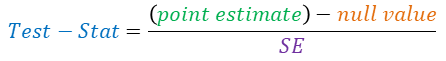 Test − Stat = (point estimate) − null value / SE